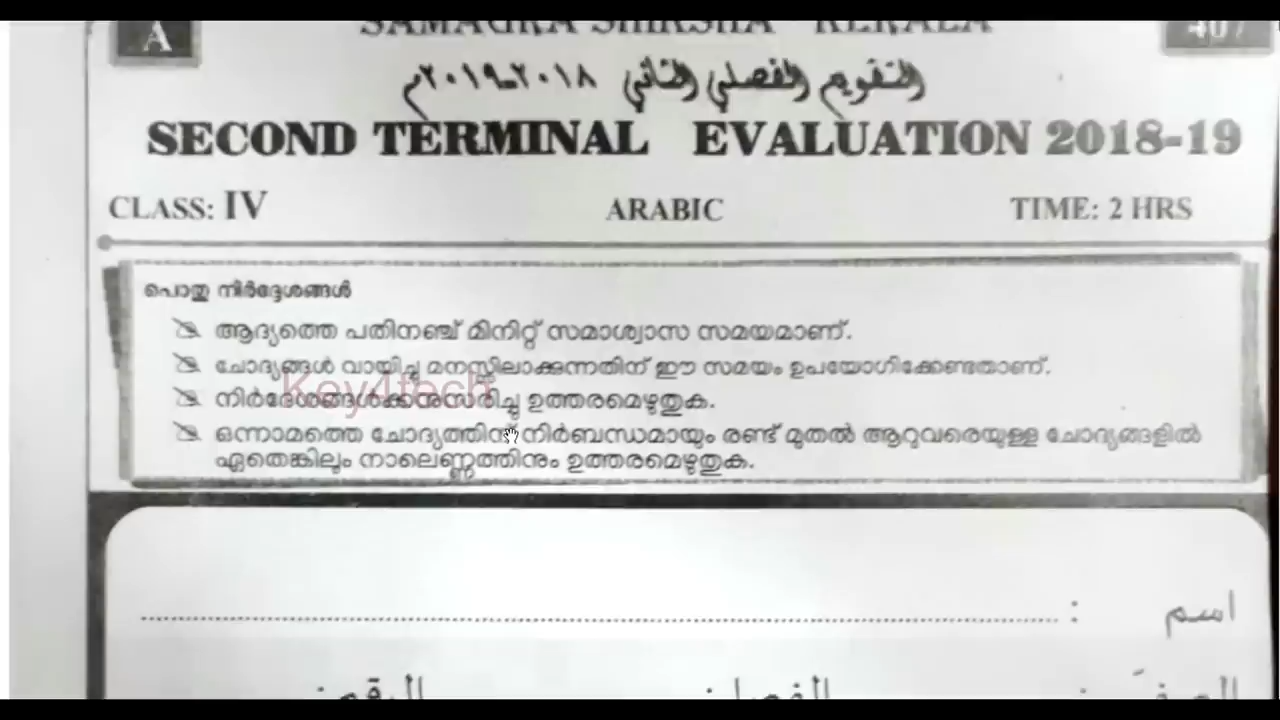 A
SAMAGRA SHIKSHA KERALA
407
التقويم الفصلي الثاني ٢٠١٨-٢٠١٩م
SECOND TERMINAL EVALUATION 2018-19
CLASS: IV ARABIC TIME: 2 HRS
പൊതു നിർദ്ദേശങ്ങൾ
ആദ്യത്തെ പതിനഞ്ച് മിനിറ്റ് സമാശ്വാസ സമയമാണ്.
ചോദ്യങ്ങൾ വായിച്ചു മനസ്സിലാക്കുന്നതിന് ഈ സമയം ഉപയോഗിക്കേണ്ടതാണ്.
Key4tech
നിർദേശങ്ങൾക്കനുസരിച്ചു ഉത്തരമെഴുതുക.
ഒന്നാമത്തെ ചോദ്യത്തിന് നിർബന്ധമായും രണ്ട് മുതൽ ആറുവരെയുള്ള ചോദ്യങ്ങളിൽ
ഏതെങ്കിലും നാലെണ്ണത്തിനും ഉത്തരമെഴുതുക.
اسم :